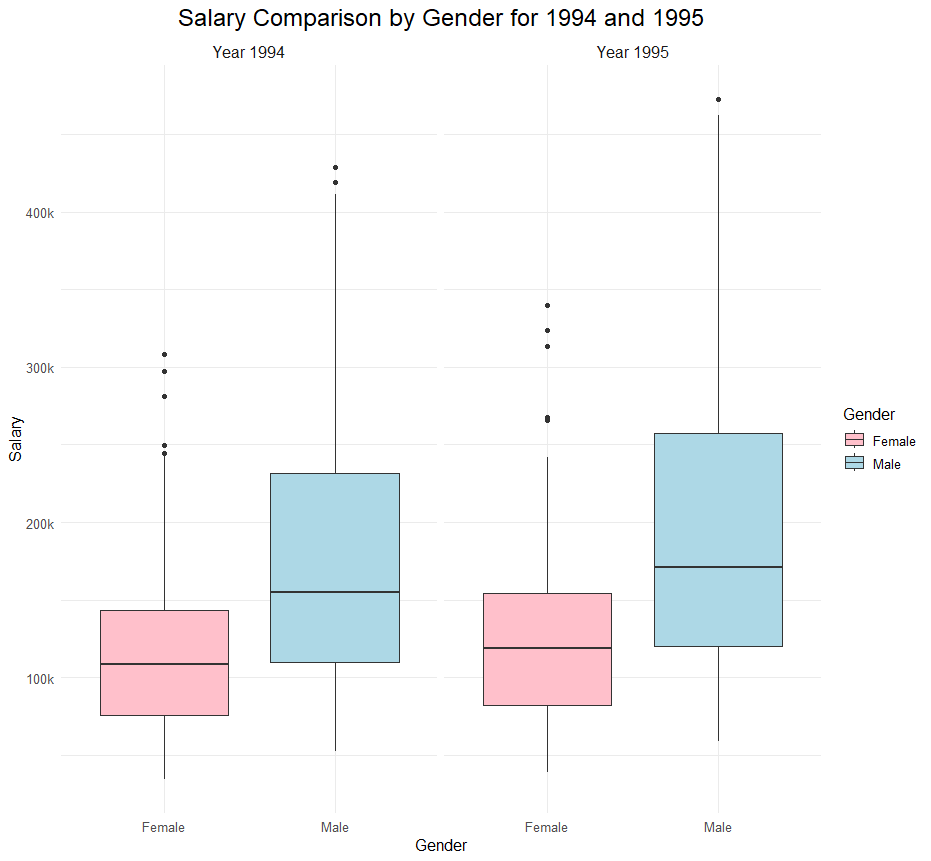 Salary Comparison by Gender for 1994 and 1995
Year 1994
Year 1995
400k
300k
200k
100k
Salary
Female
Male
Female
Male
Gender
Gender
Female
Male